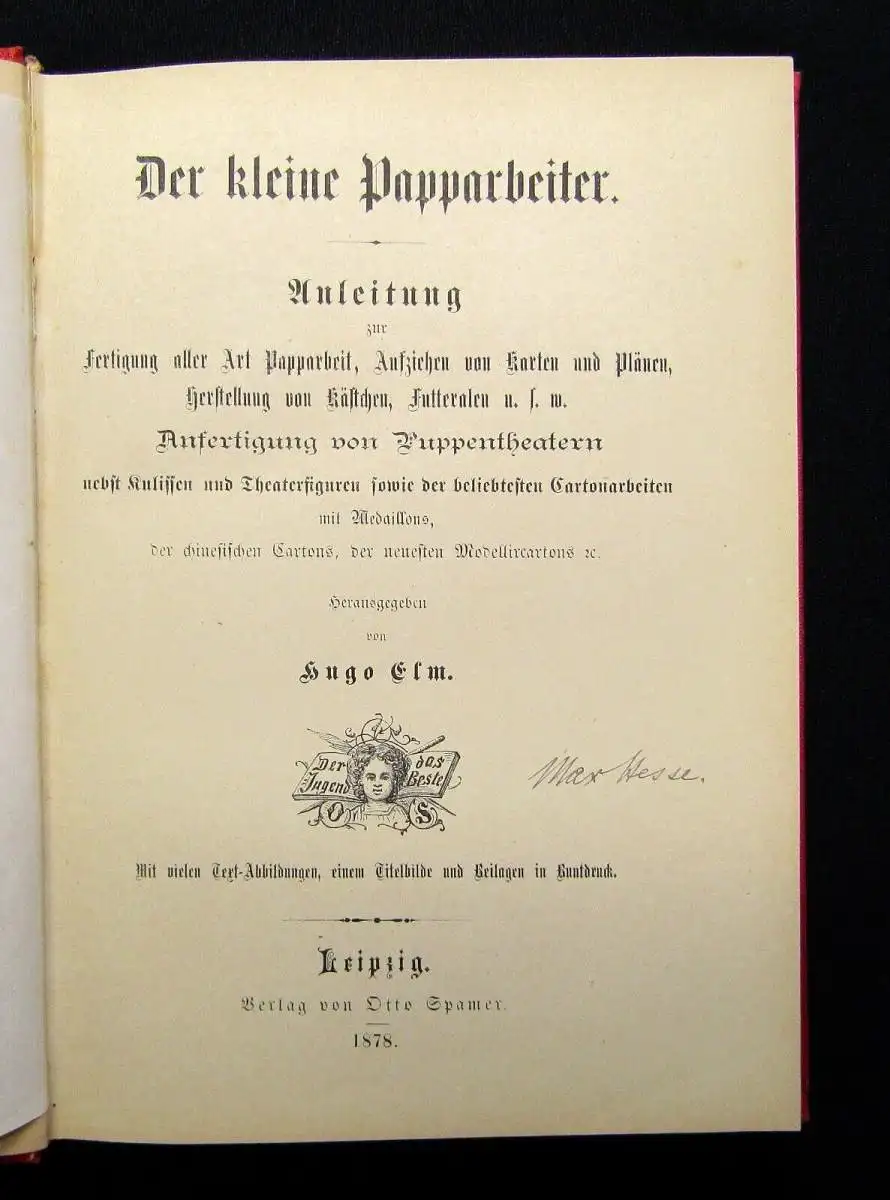 Der kleine Papparbeiter.
Anleitung
zur
Fertigung aller Art Papparbeit, Aufziehen von Karten und Plänen,
Herstellung von Kästchen, Futteralen u. s. w.
Anfertigung von Puppentheatern
nebst Kulissen und Theaterfiguren sowie der beliebtesten Cartonarbeiten
mit Medaillons,
der chinesischen Cartons, der neuesten Modellircartons ꝛc.
Herausgegeben
von
Hugo Elm.
Der das
Jugend Beste
O S
Max Hesse.
Mit vielen Text-Abbildungen, einem Titelbilde und Beilagen in Buntdruck.
Leipzig.
Verlag von Otto Spamer.
1878.